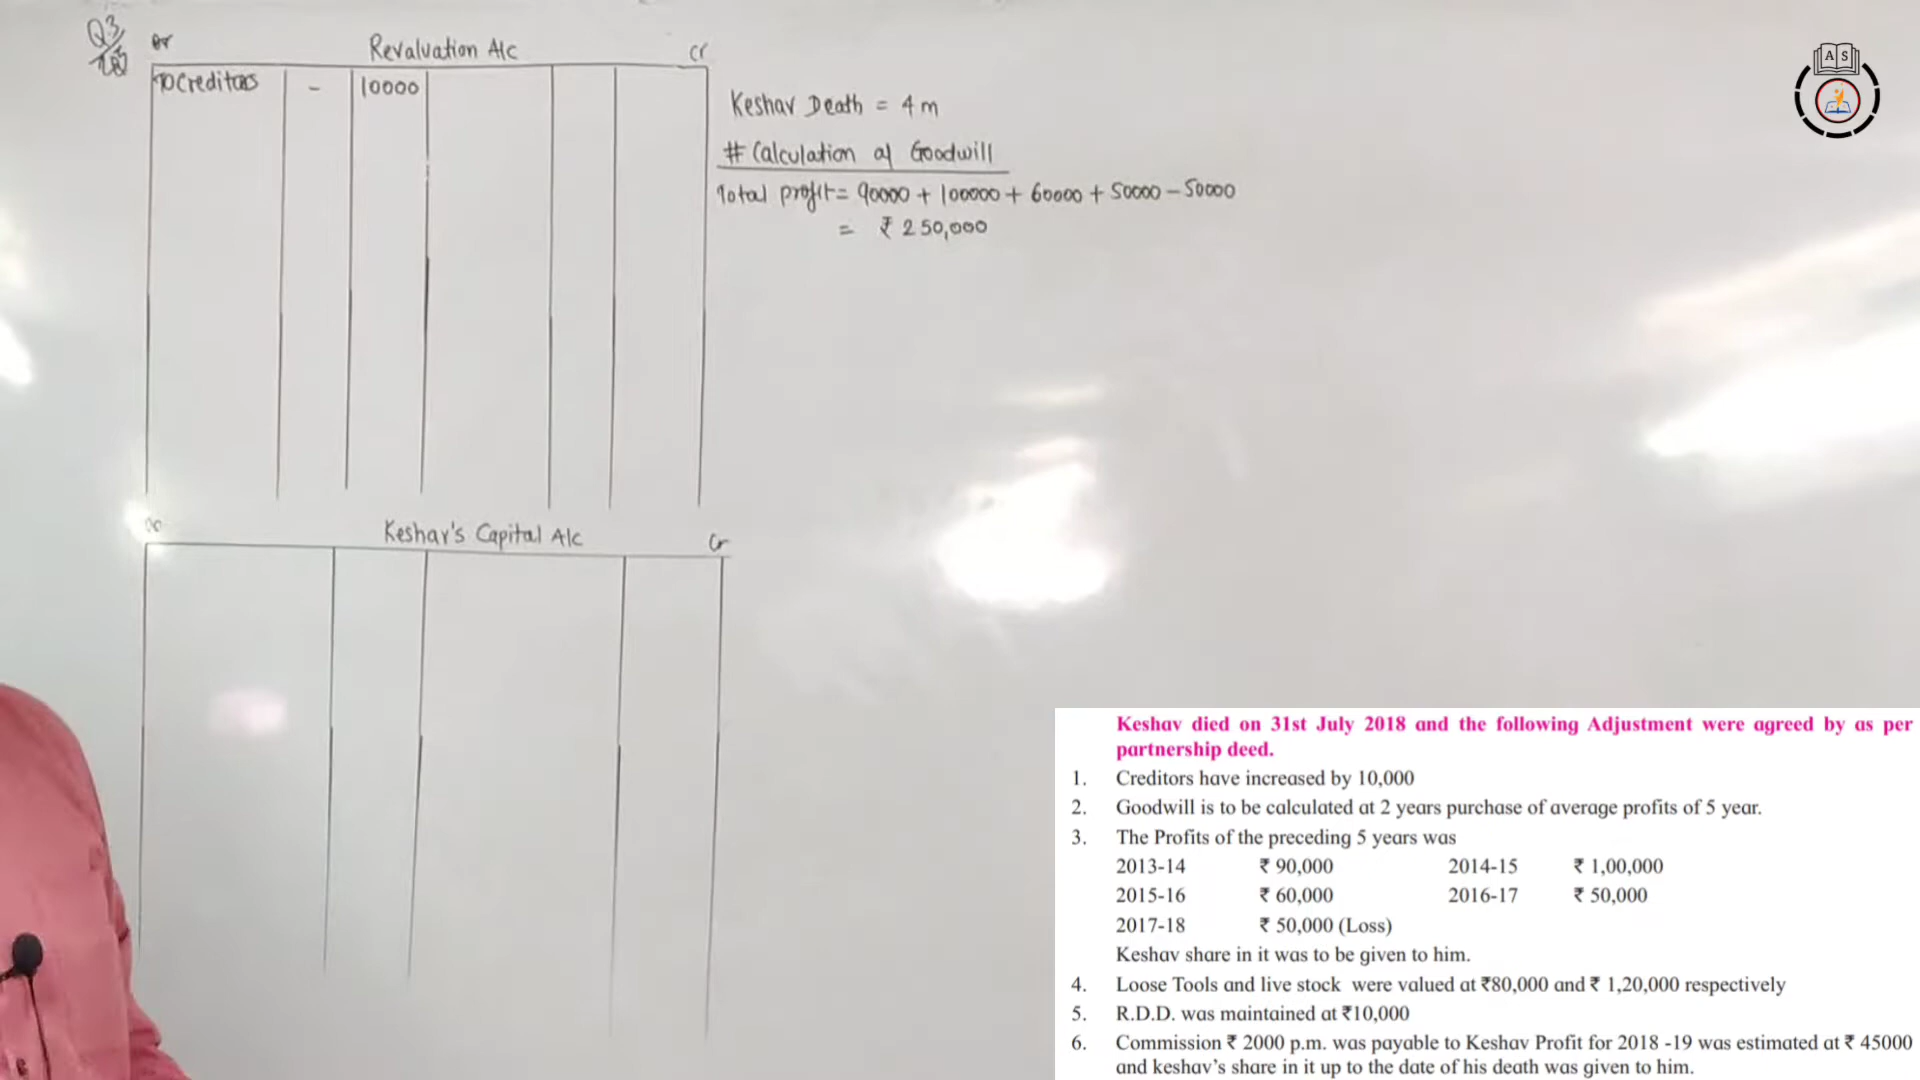 Q3
Dr Revaluation A/c Cr
To Creditors - 10000
Keshav Death = 4 m
# Calculation of Goodwill
Total profit = 90000 + 100000 + 60000 + 50000 - 50000
= ₹ 250,000
Keshav's Capital A/c Cr
A S
Keshav died on 31st July 2018 and the following Adjustment were agreed by as per
partnership deed.
1. Creditors have increased by 10,000
2. Goodwill is to be calculated at 2 years purchase of average profits of 5 year.
3. The Profits of the preceding 5 years was
2013-14 ₹ 90,000 2014-15 ₹ 1,00,000
2015-16 ₹ 60,000 2016-17 ₹ 50,000
2017-18 ₹ 50,000 (Loss)
Keshav share in it was to be given to him.
4. Loose Tools and live stock were valued at ₹80,000 and ₹ 1,20,000 respectively
5. R.D.D. was maintained at ₹10,000
6. Commission ₹ 2000 p.m. was payable to Keshav Profit for 2018 -19 was estimated at ₹ 45000
and keshav's share in it up to the date of his death was given to him.